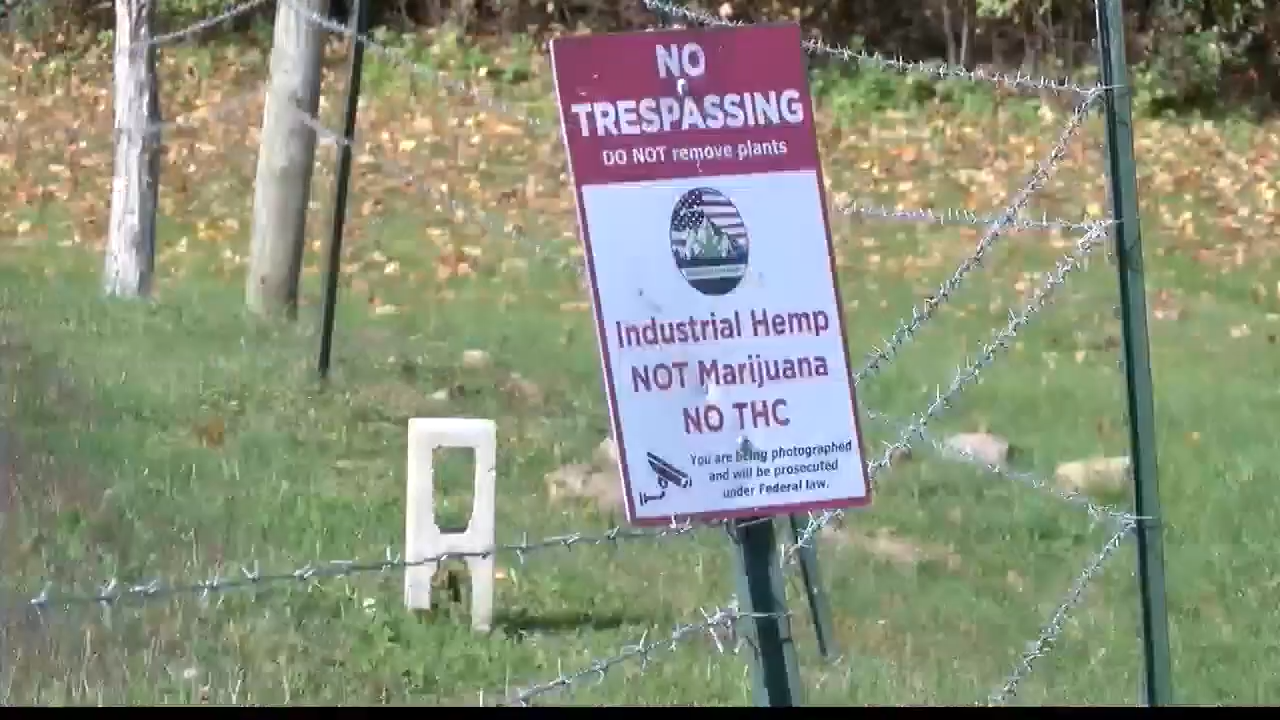 NO
TRESPASSING
DO NOT remove plants
Industrial Hemp
NOT Marijuana
NO THC
You are being photographed
and will be prosecuted
under Federal law.